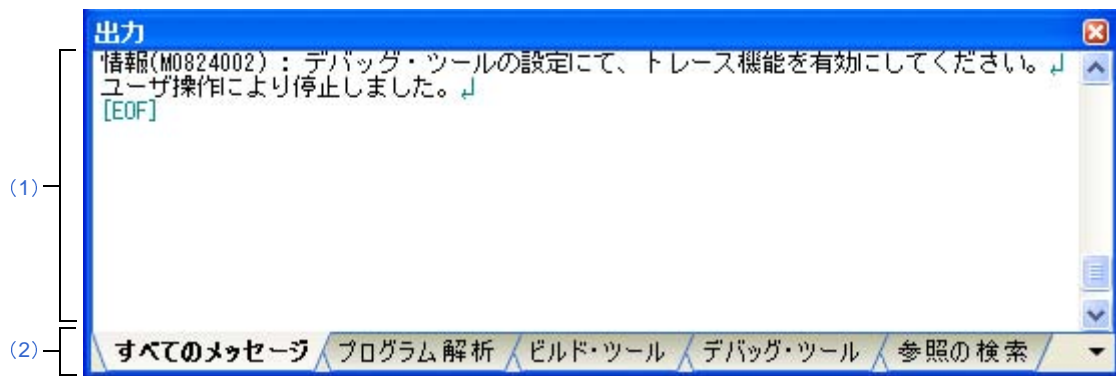 出力
情報(M0824002) : デバッグ・ツールの設定にて、トレース機能を有効にしてください。↲
ユーザ操作により停止しました。↲
[EOF]
(1)
(2)
すべてのメッセージ プログラム解析 ビルド・ツール デバッグ・ツール 参照の検索